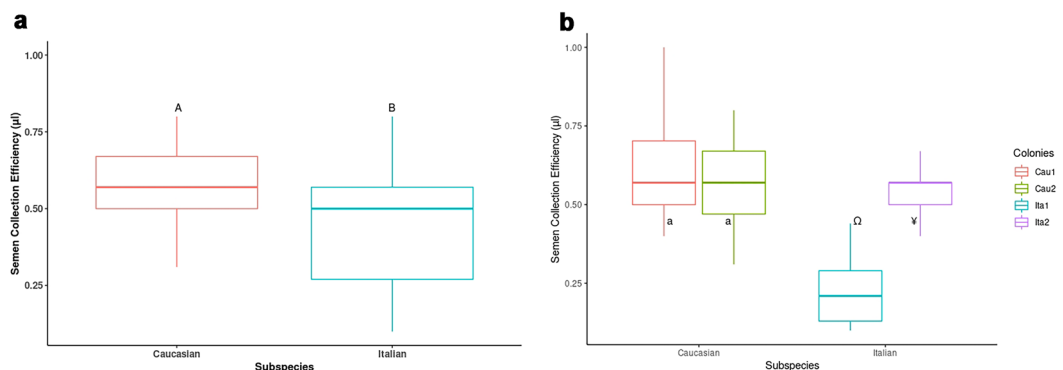 a
Semen Collection Efficiency (µl)
1.00
0.75
0.50
0.25
A
B
Caucasian
Italian
Subspecies
b
Semen Collection Efficiency (µl)
1.00
0.75
0.50
0.25
a
a
Ω
¥
Caucasian
Italian
Subspecies
Colonies
Cau1
Cau2
Ita1
Ita2